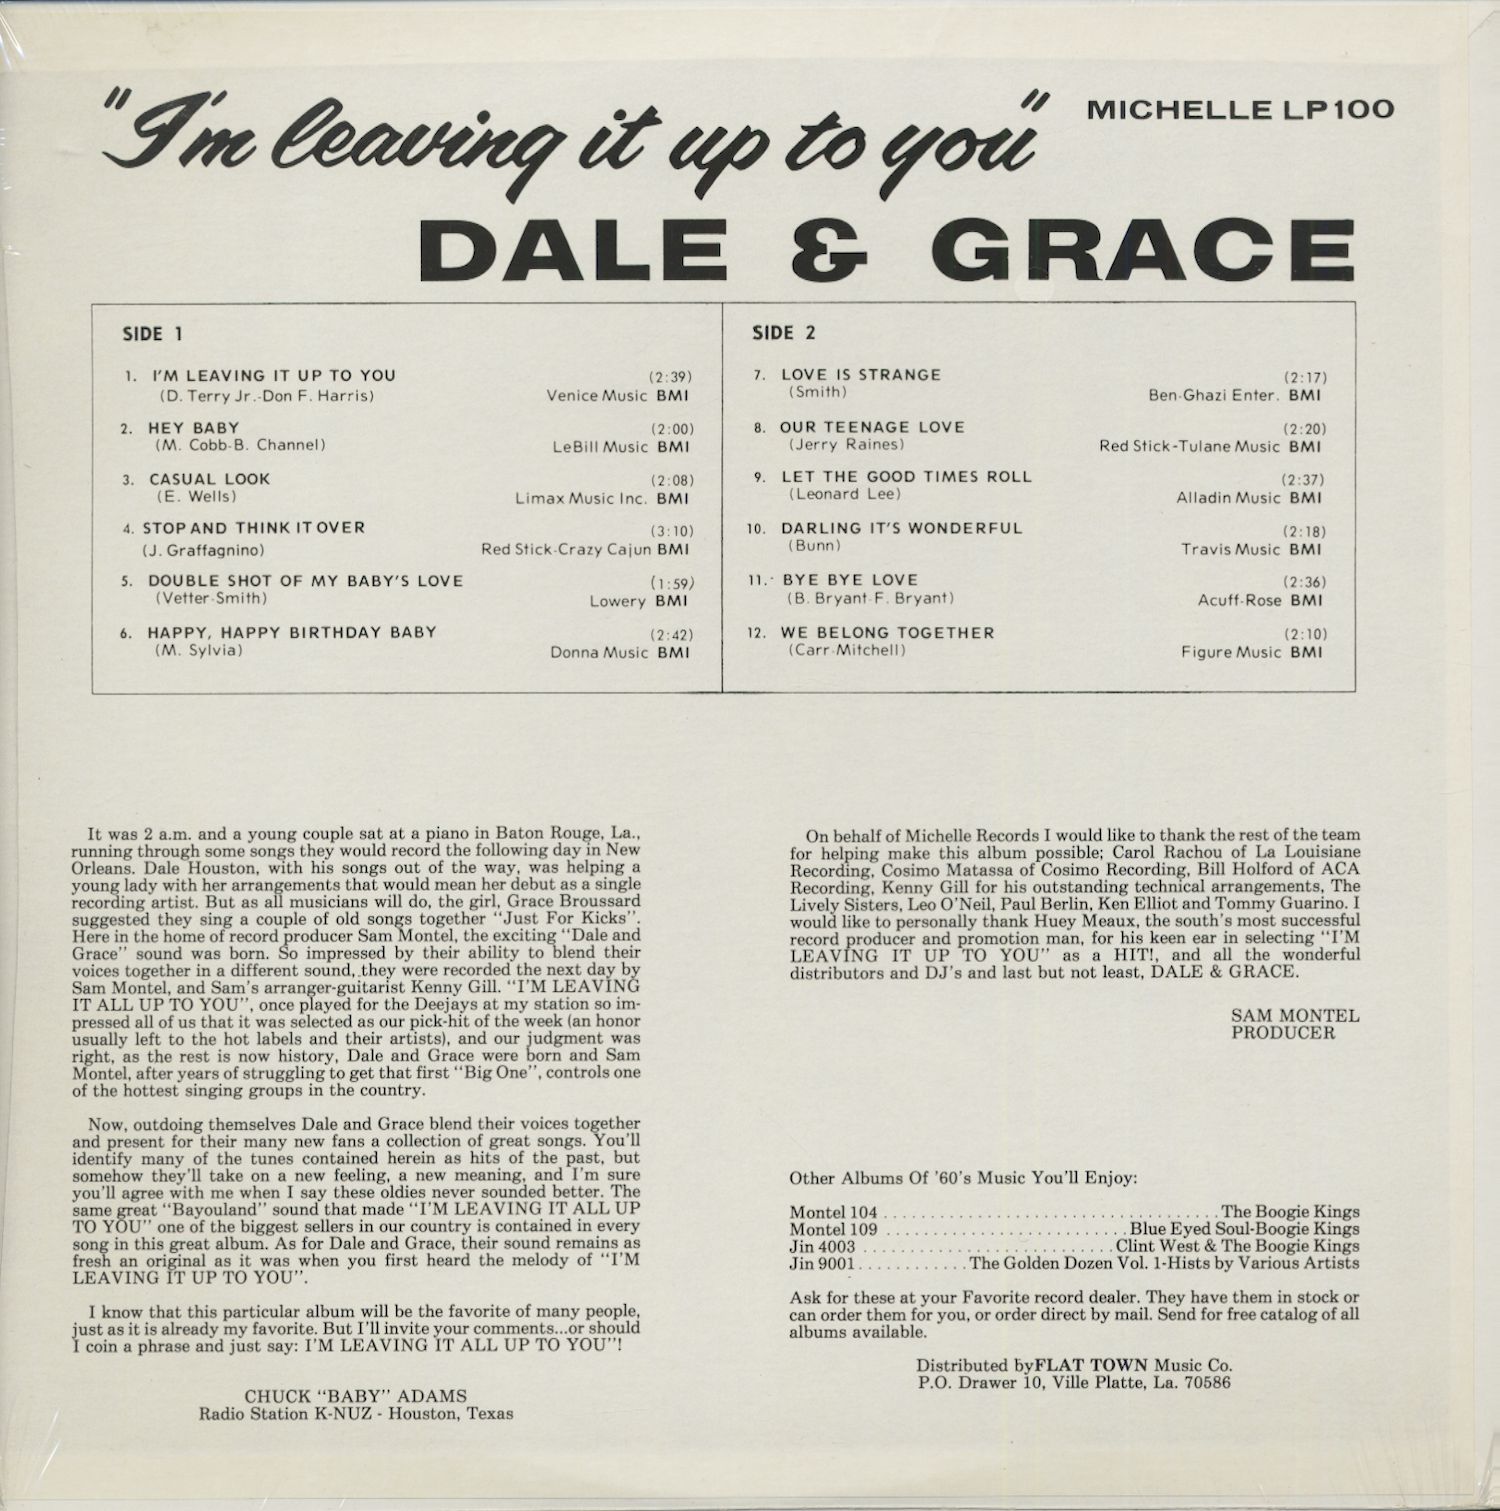 "I'm leaving it up to you"
MICHELLE LP100
DALE & GRACE
SIDE 1
1. I'M LEAVING IT UP TO YOU (2:39)
(D. Terry Jr.-Don F. Harris) Venice Music BMI
2. HEY BABY (2:00)
(M. Cobb-B. Channel) LeBill Music BMI
3. CASUAL LOOK (2:08)
(E. Wells) Limax Music Inc. BMI
4. STOP AND THINK IT OVER (3:10)
(J. Graffagnino) Red Stick-Crazy Cajun BMI
5. DOUBLE SHOT OF MY BABY'S LOVE (1:59)
(Vetter-Smith) Lowery BMI
6. HAPPY, HAPPY BIRTHDAY BABY (2:42)
(M. Sylvia) Donna Music BMI
SIDE 2
7. LOVE IS STRANGE (2:17)
(Smith) Ben-Ghazi Enter. BMI
8. OUR TEENAGE LOVE (2:20)
(Jerry Raines) Red Stick-Tulane Music BMI
9. LET THE GOOD TIMES ROLL (2:37)
(Leonard Lee) Alladin Music BMI
10. DARLING IT'S WONDERFUL (2:18)
(Bunn) Travis Music BMI
11. BYE BYE LOVE (2:36)
(B. Bryant-F. Bryant) Acuff-Rose BMI
12. WE BELONG TOGETHER (2:10)
(Carr-Mitchell) Figure Music BMI
It was 2 a.m. and a young couple sat at a piano in Baton Rouge, La.,
running through some songs they would record the following day in New
Orleans. Dale Houston, with his songs out of the way, was helping a
young lady with her arrangements that would mean her debut as a single
recording artist. But as all musicians will do, the girl, Grace Broussard
suggested they sing a couple of old songs together "Just For Kicks".
Here in the home of record producer Sam Montel, the exciting "Dale and
Grace" sound was born. So impressed by their ability to blend their
voices together in a different sound, they were recorded the next day by
Sam Montel, and Sam's arranger-guitarist Kenny Gill. "I'M LEAVING
IT ALL UP TO YOU", once played for the Deejays at my station so im-
pressed all of us that it was selected as our pick-hit of the week (an honor
usually left to the hot labels and their artists), and our judgment was
right, as the rest is now history, Dale and Grace were born and Sam
Montel, after years of struggling to get that first "Big One", controls one
of the hottest singing groups in the country.
Now, outdoing themselves Dale and Grace blend their voices together
and present for their many new fans a collection of great songs. You'll
identify many of the tunes contained herein as hits of the past, but
somehow they'll take on a new feeling, a new meaning, and I'm sure
you'll agree with me when I say these oldies never sounded better. The
same great "Bayouland" sound that made "I'M LEAVING IT ALL UP
TO YOU" one of the biggest sellers in our country is contained in every
song in this great album. As for Dale and Grace, their sound remains as
fresh an original as it was when you first heard the melody of "I'M
LEAVING IT UP TO YOU".
I know that this particular album will be the favorite of many people,
just as it is already my favorite. But I'll invite your comments...or should
I coin a phrase and just say: I'M LEAVING IT ALL UP TO YOU"!
CHUCK "BABY" ADAMS
Radio Station K-NUZ - Houston, Texas
On behalf of Michelle Records I would like to thank the rest of the team
for helping make this album possible; Carol Rachou of La Louisiane
Recording, Cosimo Matassa of Cosimo Recording, Bill Holford of ACA
Recording, Kenny Gill for his outstanding technical arrangements, The
Lively Sisters, Leo O'Neil, Paul Berlin, Ken Elliot and Tommy Guarino. I
would like to personally thank Huey Meaux, the south's most successful
record producer and promotion man, for his keen ear in selecting "I'M
LEAVING IT UP TO YOU" as a HIT!, and all the wonderful
distributors and DJ's and last but not least, DALE & GRACE.
SAM MONTEL
PRODUCER
Other Albums Of '60's Music You'll Enjoy:
Montel 104 . . . . . . . . . . . . . . . . . . . . The Boogie Kings
Montel 109 . . . . . . . . . . . . . . . Blue Eyed Soul-Boogie Kings
Jin 4003 . . . . . . . . . . . . . . . Clint West & The Boogie Kings
Jin 9001 . . . . . . . . . . . . The Golden Dozen Vol. 1-Hists by Various Artists
Ask for these at your Favorite record dealer. They have them in stock or
can order them for you, or order direct by mail. Send for free catalog of all
albums available.
Distributed byFLAT TOWN Music Co.
P.O. Drawer 10, Ville Platte, La. 70586